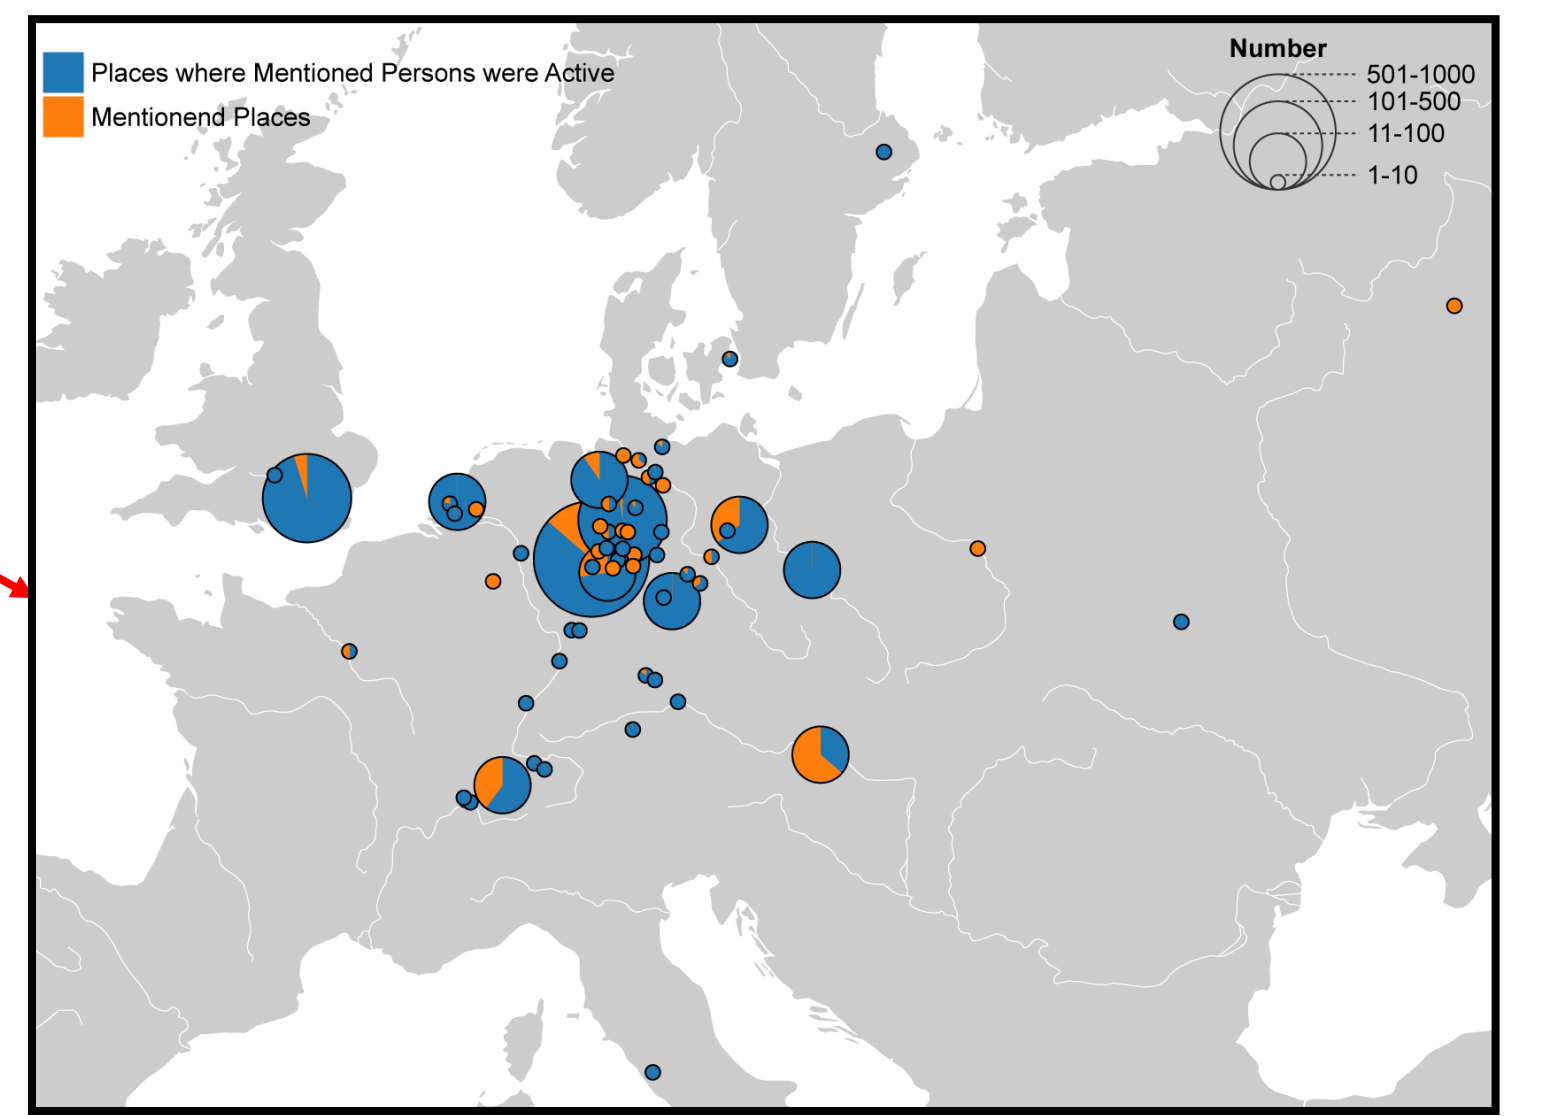 Places where Mentioned Persons were Active
Mentionend Places
Number
501-1000
101-500
11-100
1-10